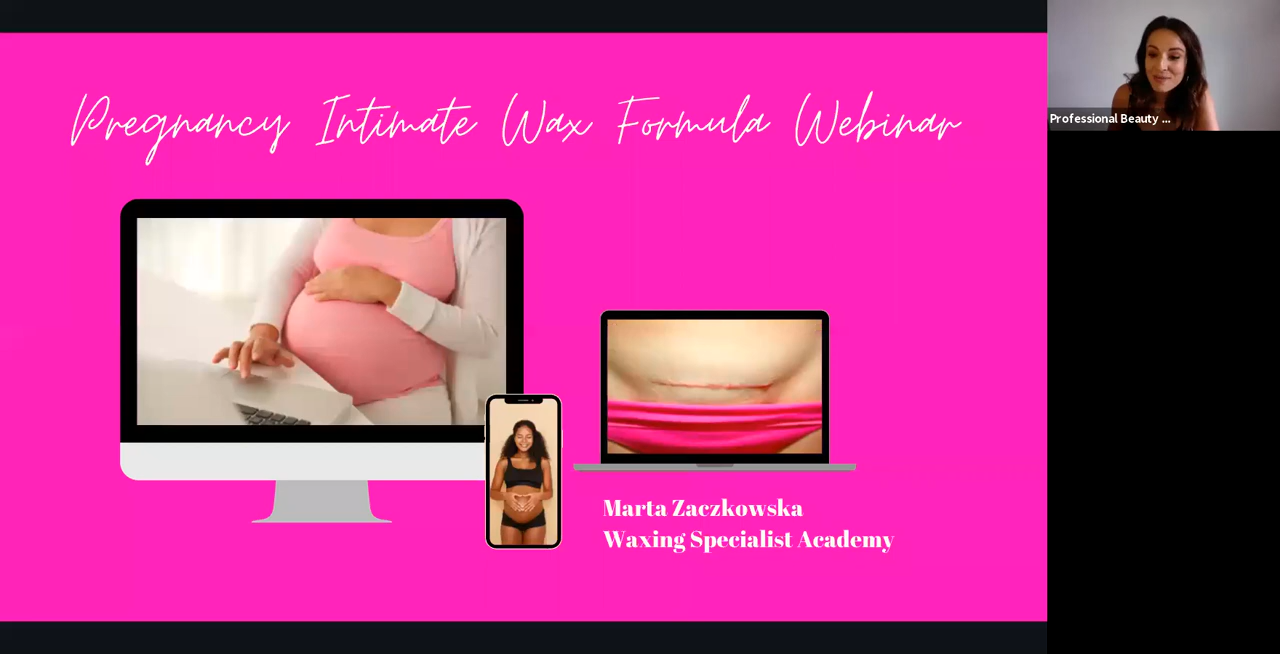 Pregnancy Intimate Wax Formula Webinar
Professional Beauty ...
Marta Zaczkowska
Waxing Specialist Academy